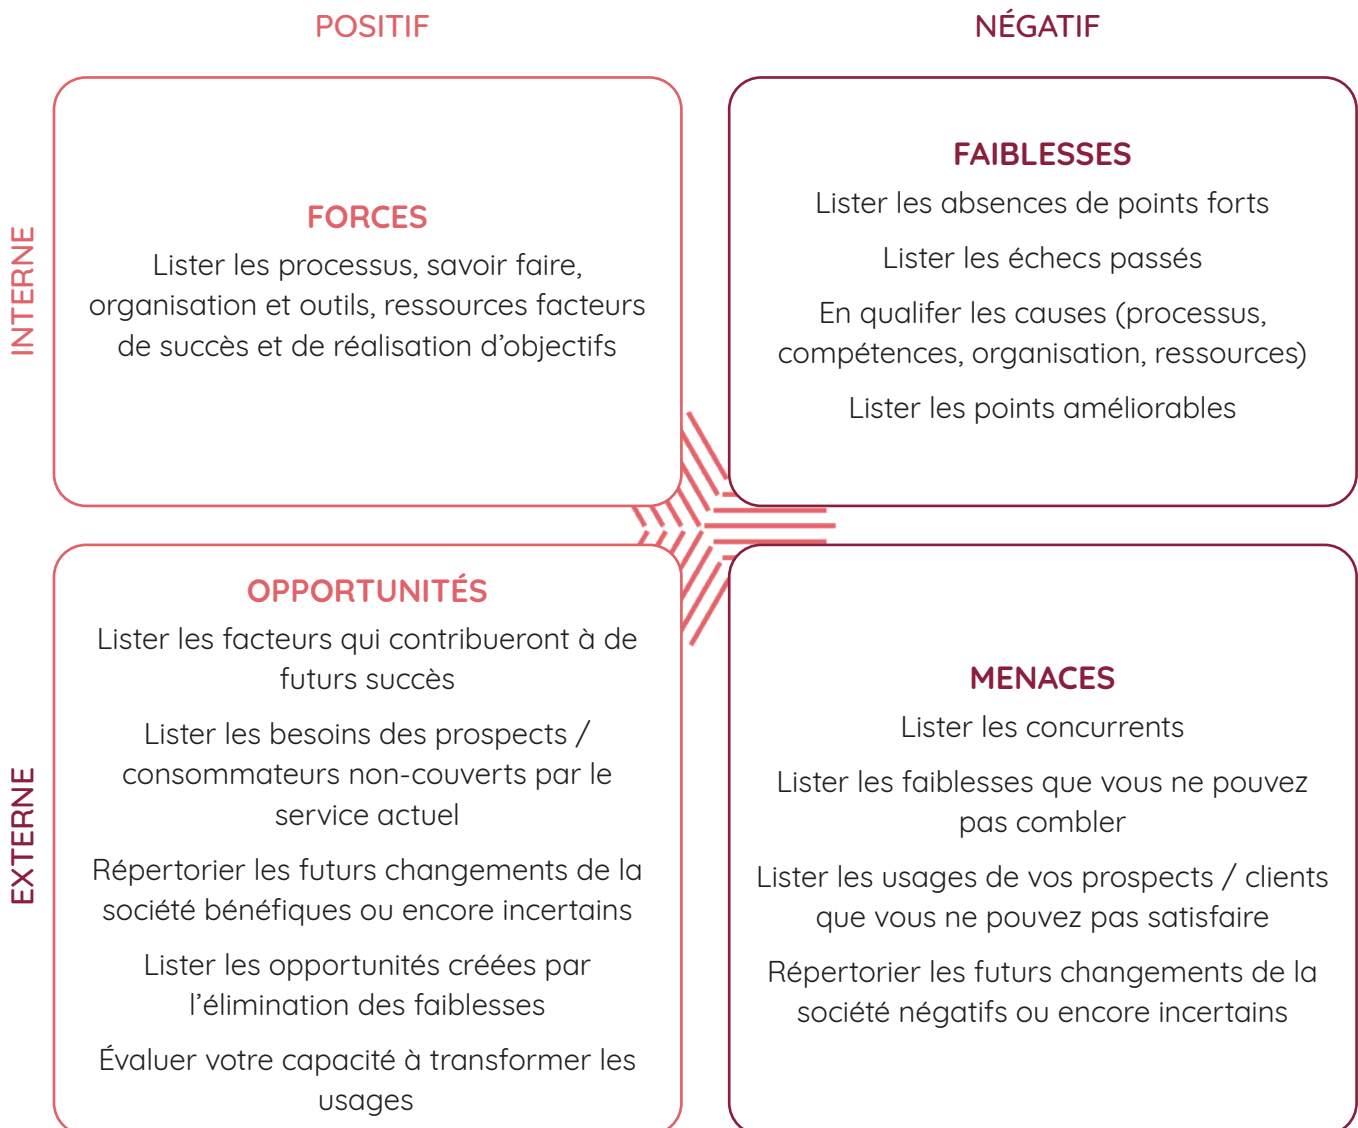 POSITIF
NÉGATIF
INTERNE
FORCES
Lister les processus, savoir faire,
organisation et outils, ressources facteurs
de succès et de réalisation d’objectifs
FAIBLESSES
Lister les absences de points forts
Lister les échecs passés
En qualifer les causes (processus,
compétences, organisation, ressources)
Lister les points améliorables
EXTERNE
OPPORTUNITÉS
Lister les facteurs qui contribueront à de
futurs succès
Lister les besoins des prospects /
consommateurs non-couverts par le
service actuel
Répertorier les futurs changements de la
société bénéfiques ou encore incertains
Lister les opportunités créées par
l’élimination des faiblesses
Évaluer votre capacité à transformer les
usages
MENACES
Lister les concurrents
Lister les faiblesses que vous ne pouvez
pas combler
Lister les usages de vos prospects / clients
que vous ne pouvez pas satisfaire
Répertorier les futurs changements de la
société négatifs ou encore incertains